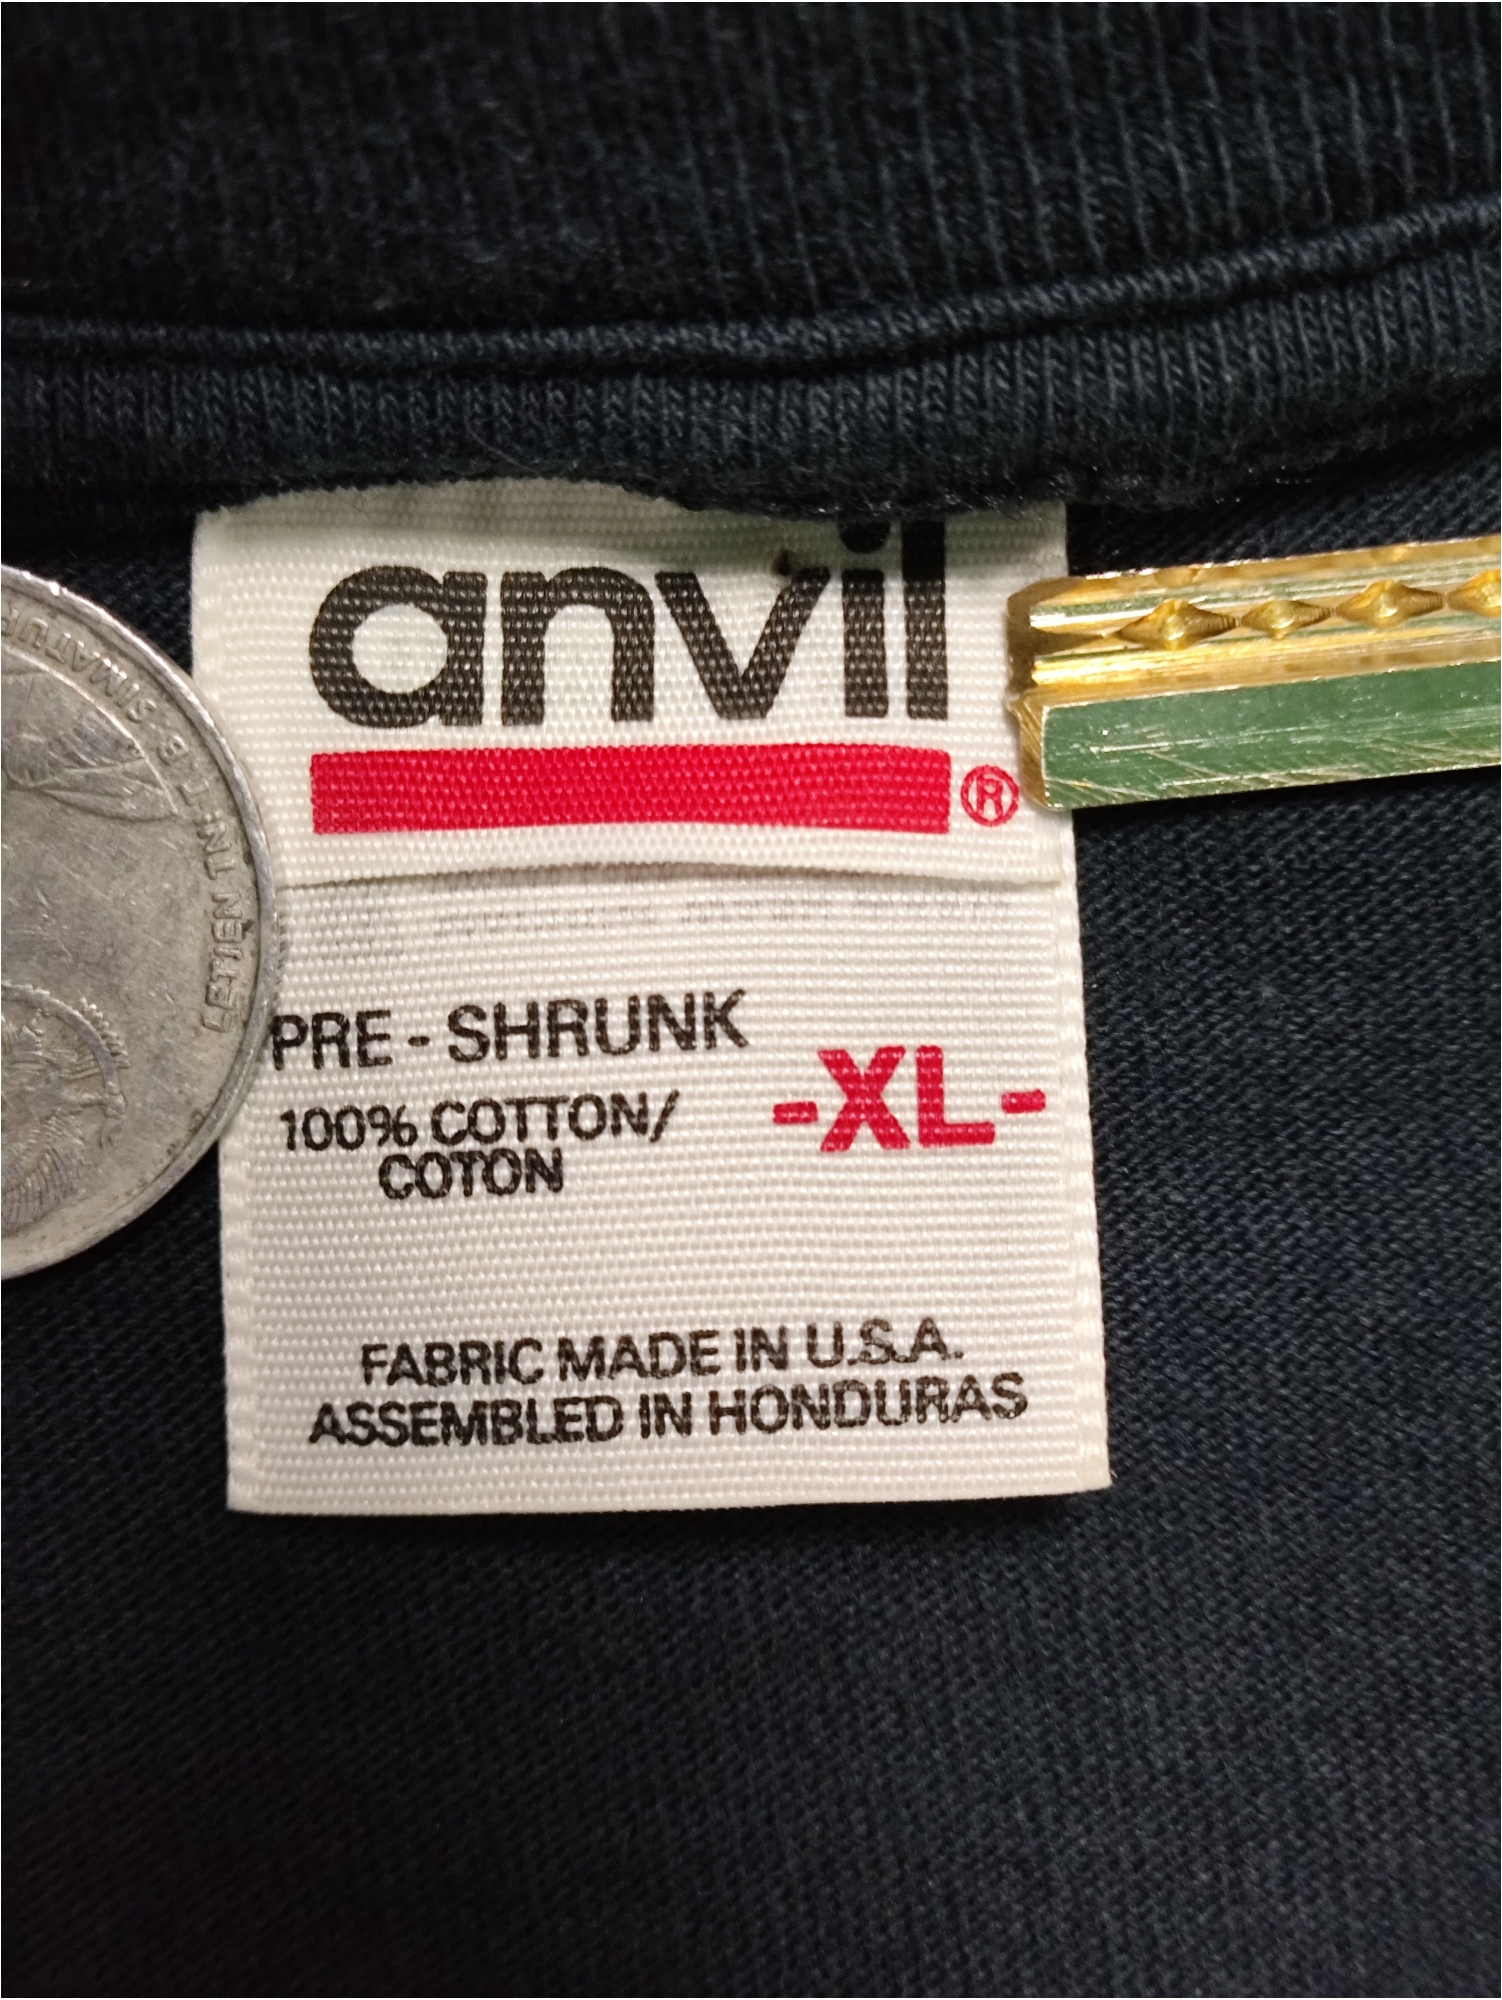 anvil
®
PRE-SHRUNK
-XL-
100% COTTON/
COTON
FABRIC MADE IN U.S.A.
ASSEMBLED IN HONDURAS